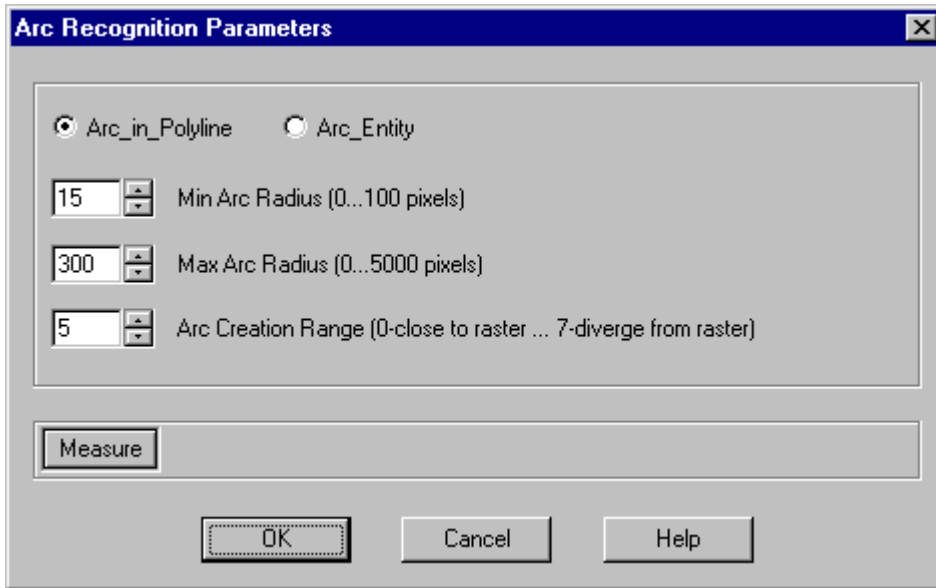 Arc Recognition Parameters
Arc_in_Polyline Arc_Entity
15 Min Arc Radius (0...100 pixels)
300 Max Arc Radius (0...5000 pixels)
5 Arc Creation Range (0-close to raster ... 7-diverge from raster)
Measure
OK Cancel Help